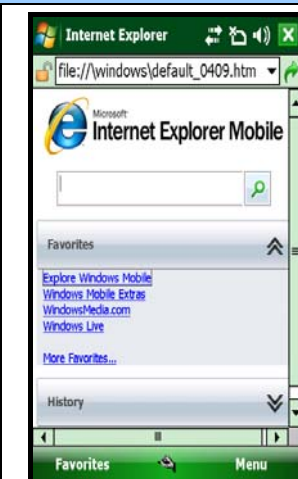 Internet Explorer
file://\windows\default_0409.htm
Microsoft
Internet Explorer Mobile
Favorites
Explore Windows Mobile
Windows Mobile Extras
WindowsMedia.com
Windows Live
More Favorites...
History
Favorites Menu